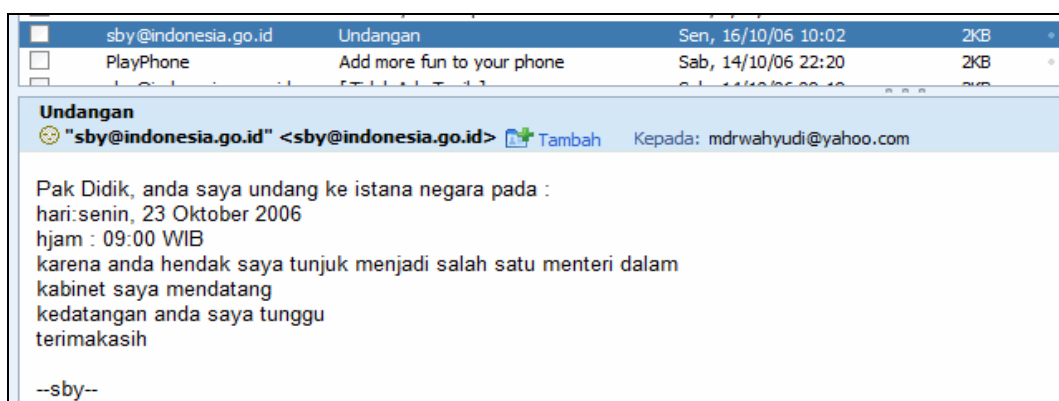 sby@indonesia.go.id Undangan Sen, 16/10/06 10:02 2KB
PlayPhone Add more fun to your phone Sab, 14/10/06 22:20 2KB
Undangan
"sby@indonesia.go.id" <sby@indonesia.go.id> Tambah Kepada: mdrwahyudi@yahoo.com
Pak Didik, anda saya undang ke istana negara pada :
hari:senin, 23 Oktober 2006
hjam : 09:00 WIB
karena anda hendak saya tunjuk menjadi salah satu menteri dalam
kabinet saya mendatang
kedatangan anda saya tunggu
terimakasih
--sby--